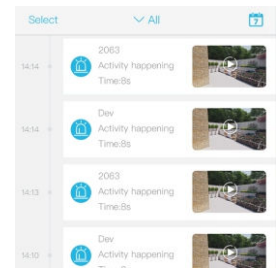 Select
All
7
14:14
2063
Activity happening
Time:8s
14:14
Dev
Activity happening
Time:8s
14:13
2063
Activity happening
Time:8s
14:10
Dev
Activity happening